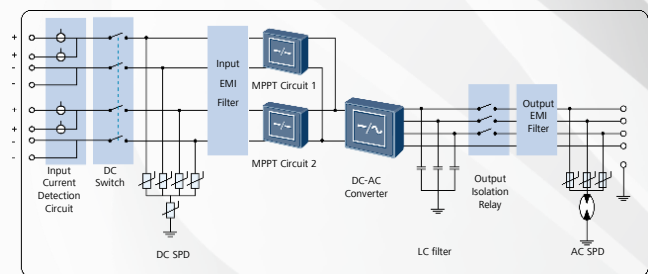 +
+
-
-
+
+
-
-
Input
Current
Detection
Circuit
DC
Switch
DC SPD
Input
EMI
Filter
MPPT Circuit 1
MPPT Circuit 2
DC-AC
Converter
LC filter
Output
Isolation
Relay
Output
EMI
Filter
AC SPD